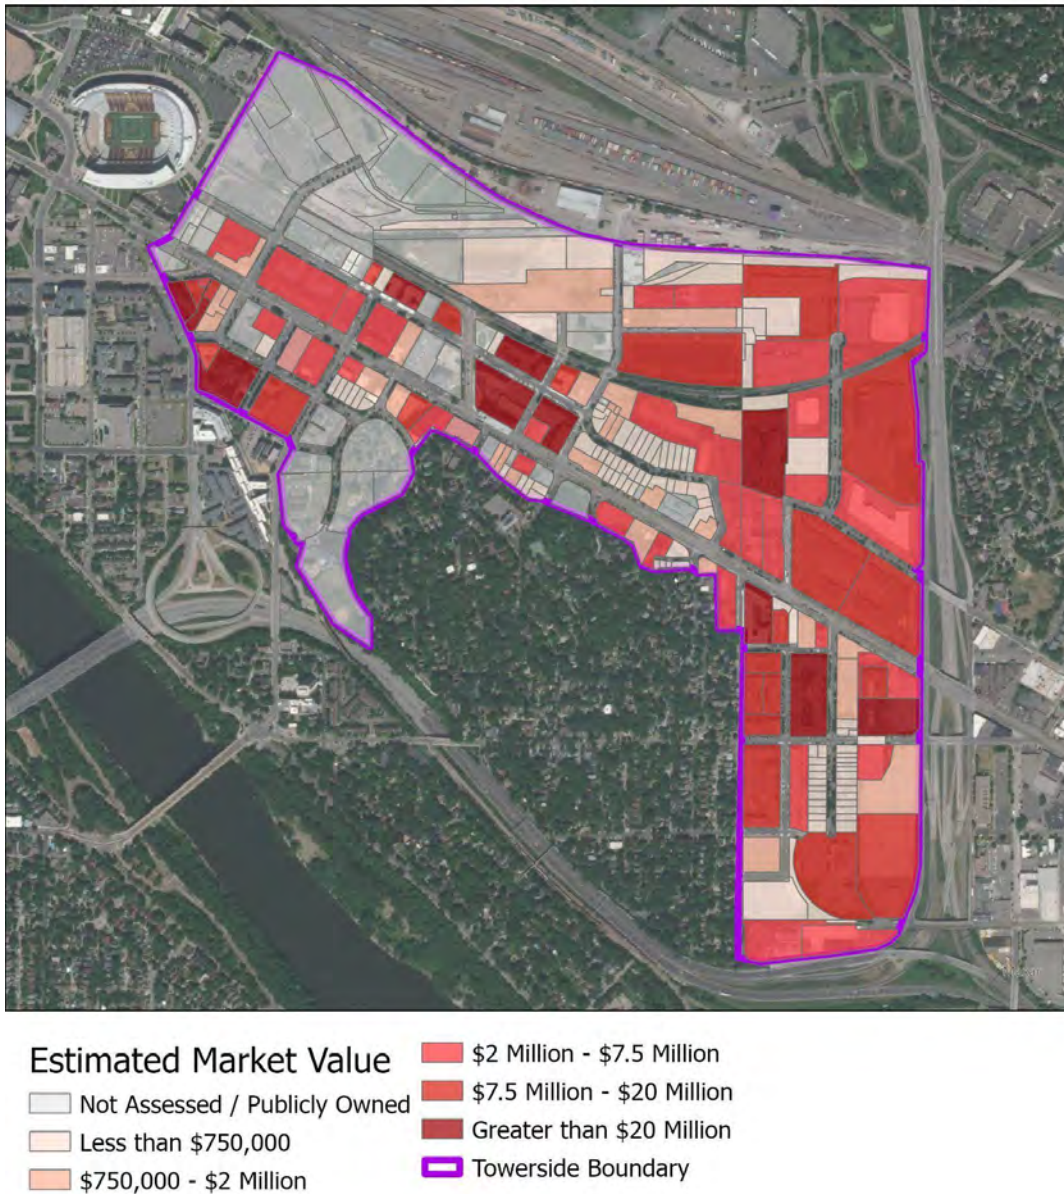 Estimated Market Value
Not Assessed / Publicly Owned
Less than $750,000
$750,000 - $2 Million
$2 Million - $7.5 Million
$7.5 Million - $20 Million
Greater than $20 Million
Towerside Boundary